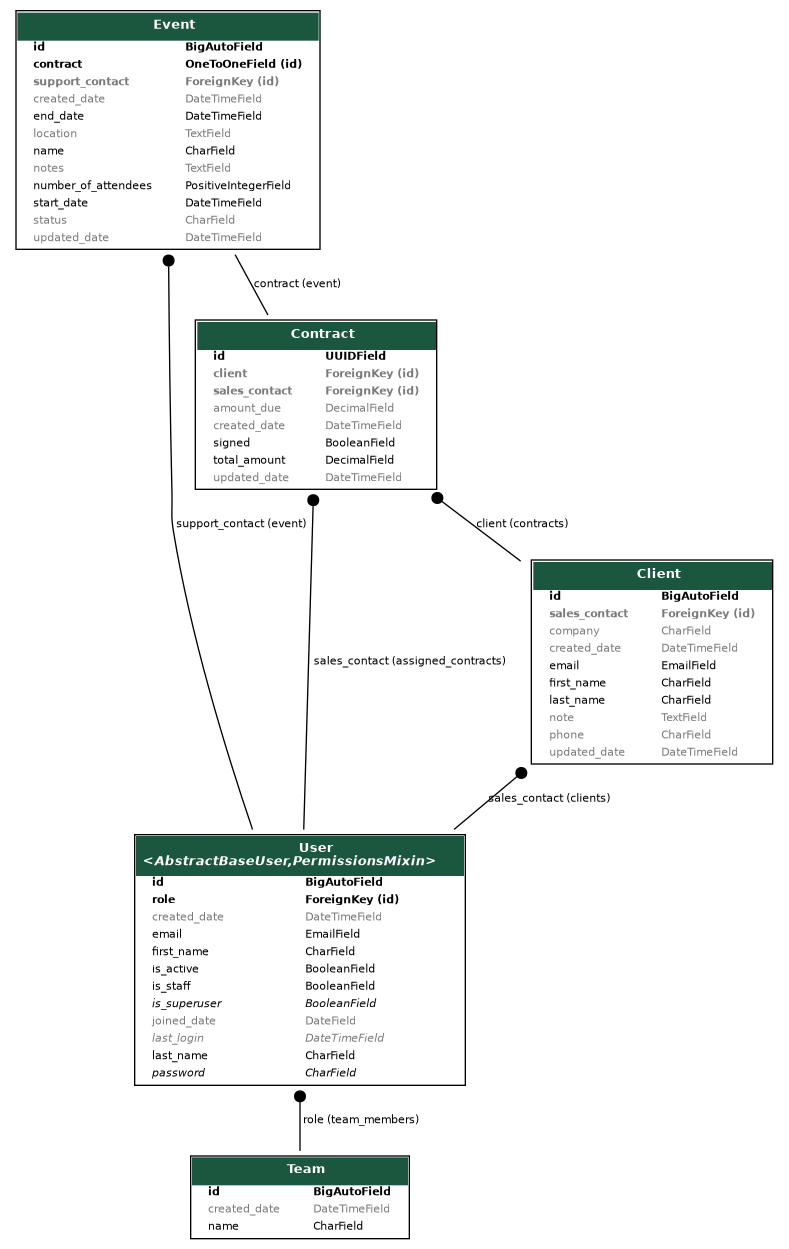 Event
id BigAutoField
contract OneToOneField (id)
support_contact ForeignKey (id)
created_date DateTimeField
end_date DateTimeField
location TextField
name CharField
notes TextField
number_of_attendees PositiveIntegerField
start_date DateTimeField
status CharField
updated_date DateTimeField
contract (event)
Contract
id UUIDField
client ForeignKey (id)
sales_contact ForeignKey (id)
amount_due DecimalField
created_date DateTimeField
signed BooleanField
total_amount DecimalField
updated_date DateTimeField
support_contact (event)
client (contracts)
Client
id BigAutoField
sales_contact ForeignKey (id)
company CharField
created_date DateTimeField
email EmailField
first_name CharField
last_name CharField
note TextField
phone CharField
updated_date DateTimeField
sales_contact (assigned_contracts)
sales_contact (clients)
User
<AbstractBaseUser,PermissionsMixin>
id BigAutoField
role ForeignKey (id)
created_date DateTimeField
email EmailField
first_name CharField
is_active BooleanField
is_staff BooleanField
is_superuser BooleanField
joined_date DateField
last_login DateTimeField
last_name CharField
password CharField
role (team_members)
Team
id BigAutoField
created_date DateTimeField
name CharField